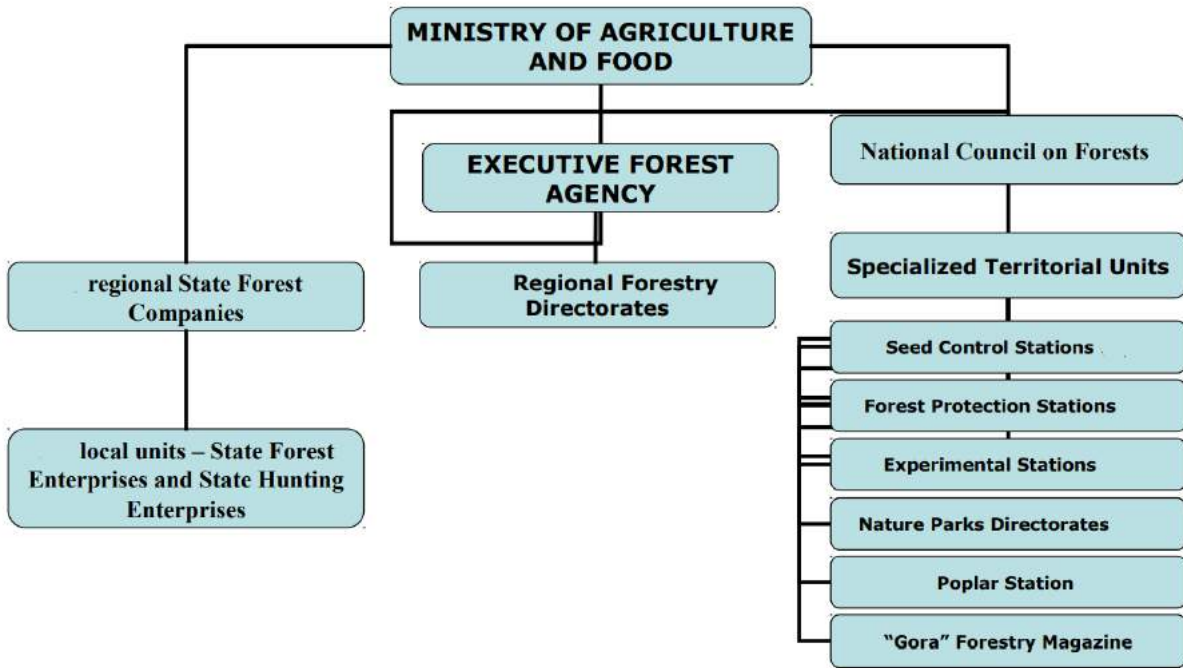 MINISTRY OF AGRICULTURE
AND FOOD
EXECUTIVE FOREST
AGENCY
National Council on Forests
regional State Forest
Companies
Regional Forestry
Directorates
Specialized Territorial Units
local units – State Forest
Enterprises and State Hunting
Enterprises
Seed Control Stations
Forest Protection Stations
Experimental Stations
Nature Parks Directorates
Poplar Station
“Gora” Forestry Magazine